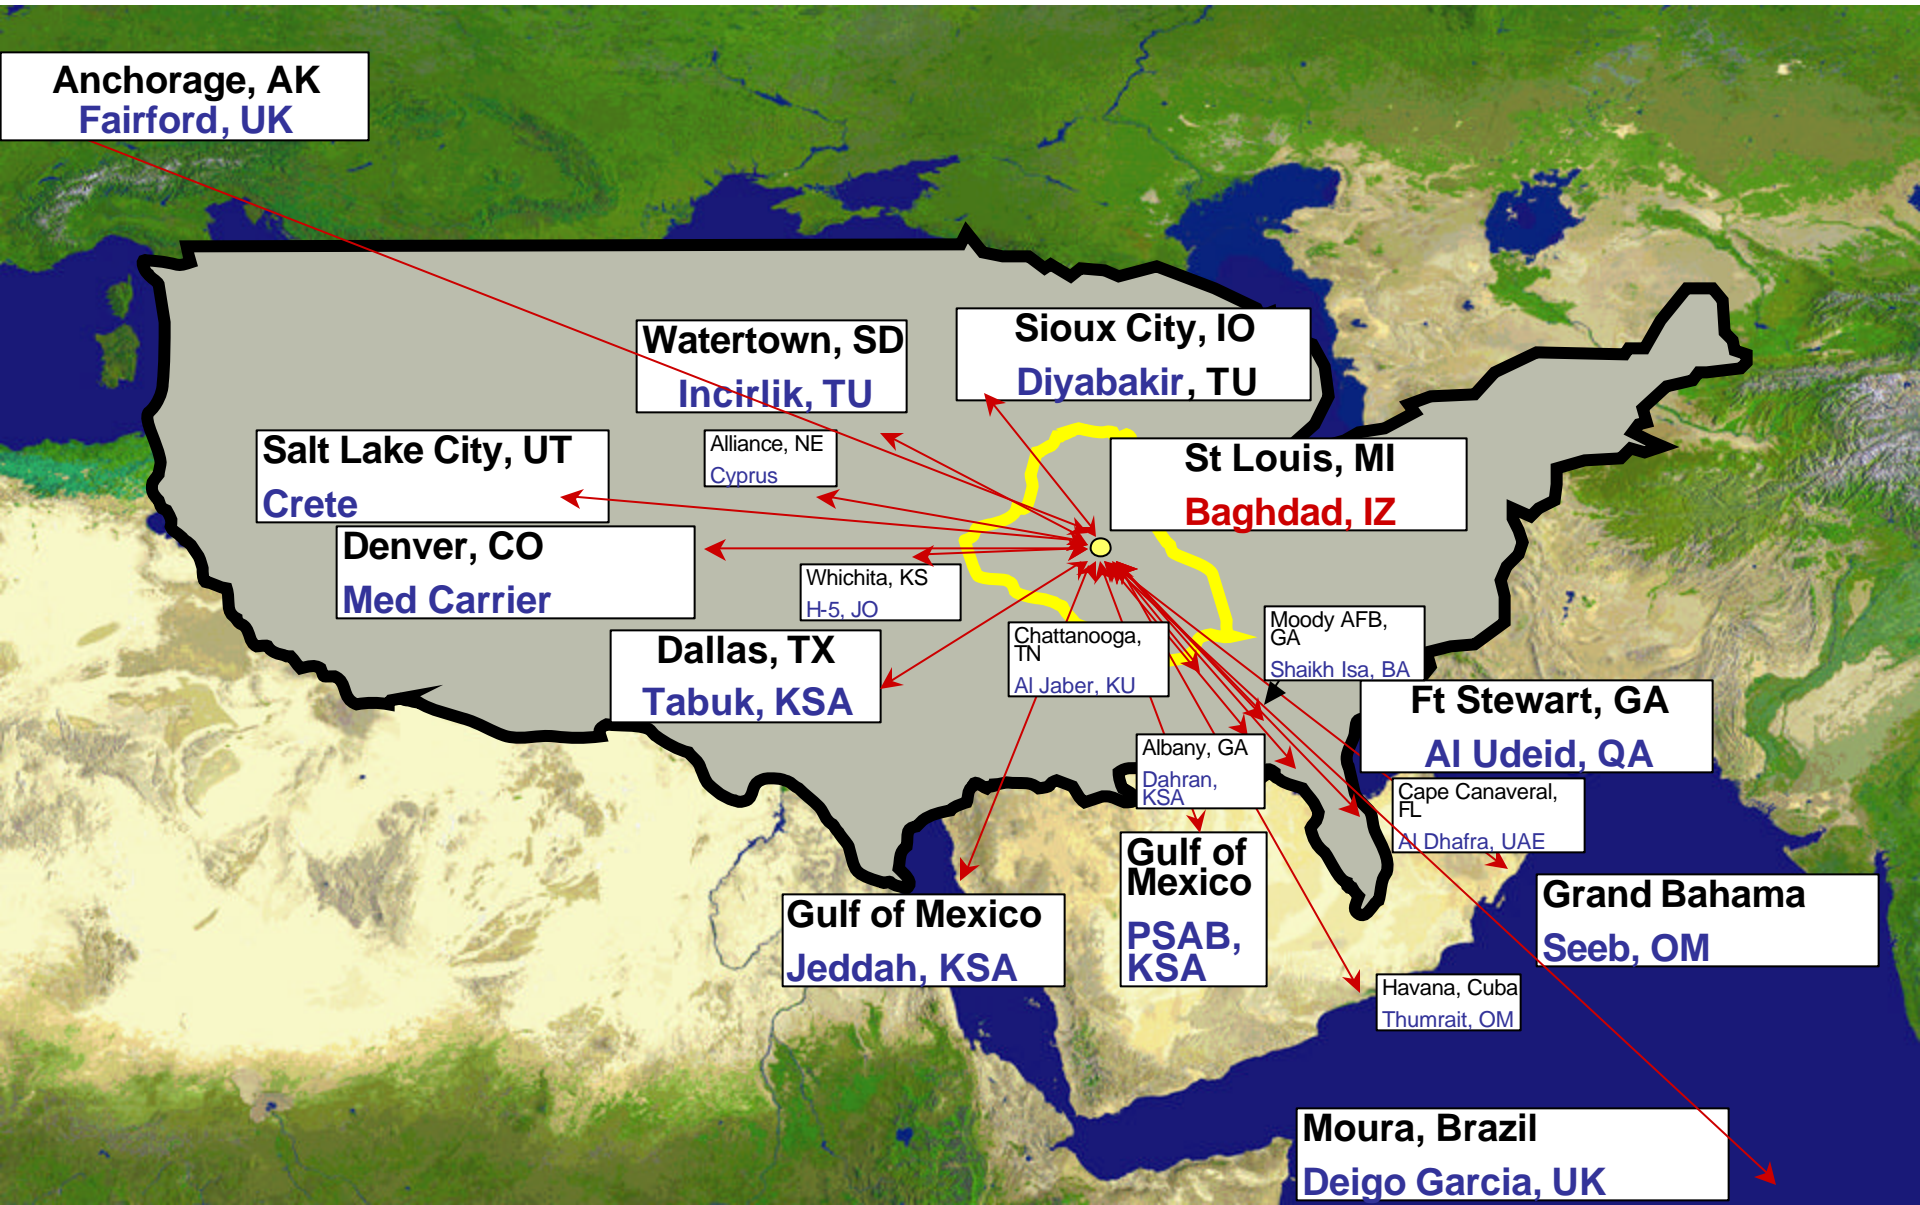 Anchorage, AK
Fairford, UK
Watertown, SD
Incirlik, TU
Sioux City, IO
Diyabakir, TU
Salt Lake City, UT
Crete
Alliance, NE
Cyprus
St Louis, MI
Baghdad, IZ
Denver, CO
Med Carrier
Whichita, KS
H-5, JO
Dallas, TX
Tabuk, KSA
Chattanooga,
TN
Al Jaber, KU
Moody AFB,
GA
Shaikh Isa, BA
Ft Stewart, GA
Al Udeid, QA
Albany, GA
Dahran,
KSA
Cape Canaveral,
FL
Al Dhafra, UAE
Gulf of
Mexico
PSAB,
KSA
Gulf of Mexico
Jeddah, KSA
Grand Bahama
Seeb, OM
Havana, Cuba
Thumrait, OM
Moura, Brazil
Deigo Garcia, UK